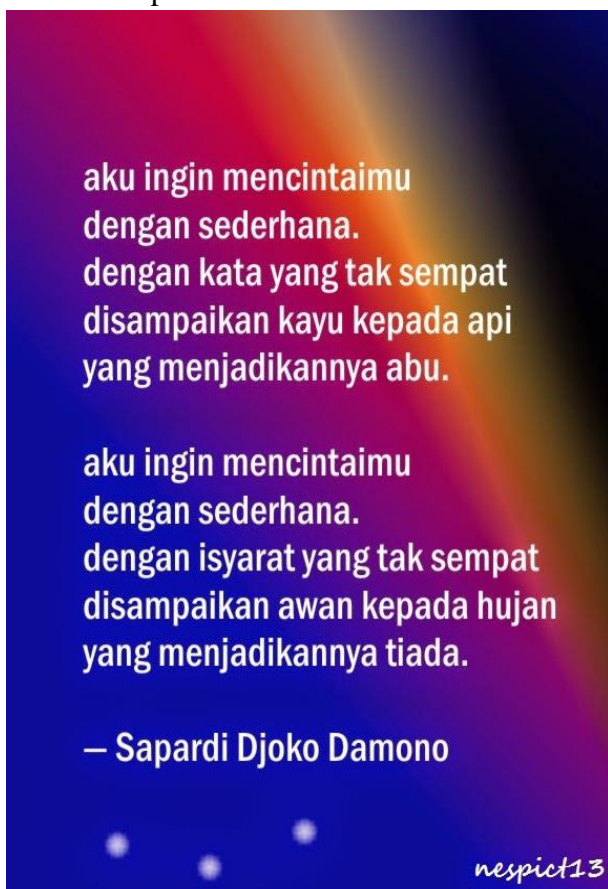 aku ingin mencintaimu
dengan sederhana.
dengan kata yang tak sempat
disampaikan kayu kepada api
yang menjadikannya abu.
aku ingin mencintaimu
dengan sederhana.
dengan isyarat yang tak sempat
disampaikan awan kepada hujan
yang menjadikannya tiada.
— Sapardi Djoko Damono
nespict13